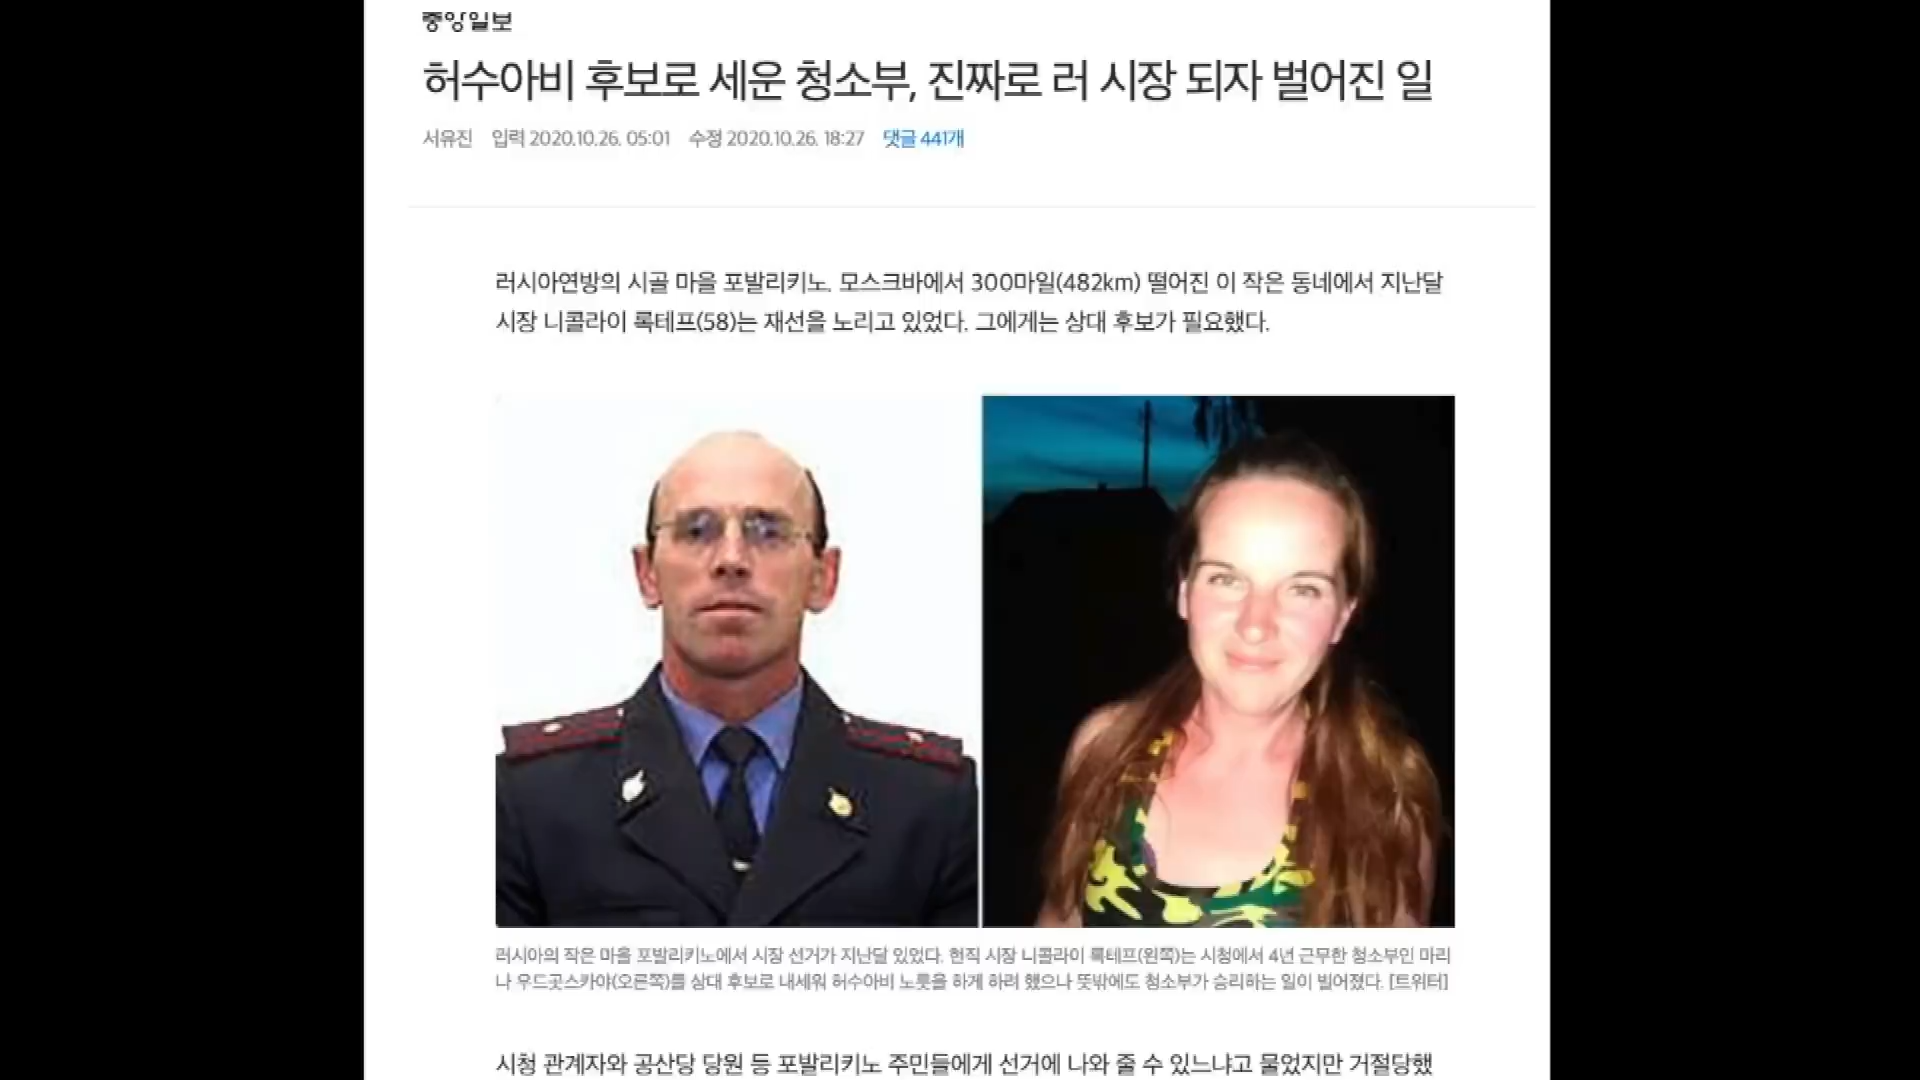 중앙일보
허수아비 후보로 세운 청소부, 진짜로 러 시장 되자 벌어진 일
서유진 입력 2020.10.26. 05:01 수정 2020.10.26. 18:27 댓글 441개
러시아연방의 시골 마을 포발리키노. 모스크바에서 300마일(482km) 떨어진 이 작은 동네에서 지난달
시장 니콜라이 록테프(58)는 재선을 노리고 있었다. 그에게는 상대 후보가 필요했다.
러시아의 작은 마을 포발리키노에서 시장 선거가 지난달 있었다. 현직 시장 니콜라이 록테프(왼쪽)는 시청에서 4년 근무한 청소부인 마리
나 우드곳스카야(오른쪽)를 상대 후보로 내세워 허수아비 노릇을 하게 하려 했으나 뜻밖에도 청소부가 승리하는 일이 벌어졌다. [트위터]
시청 관계자와 공산당 당원 등 포발리키노 주민들에게 선거에 나와 줄 수 있느냐고 물었지만 거절당했